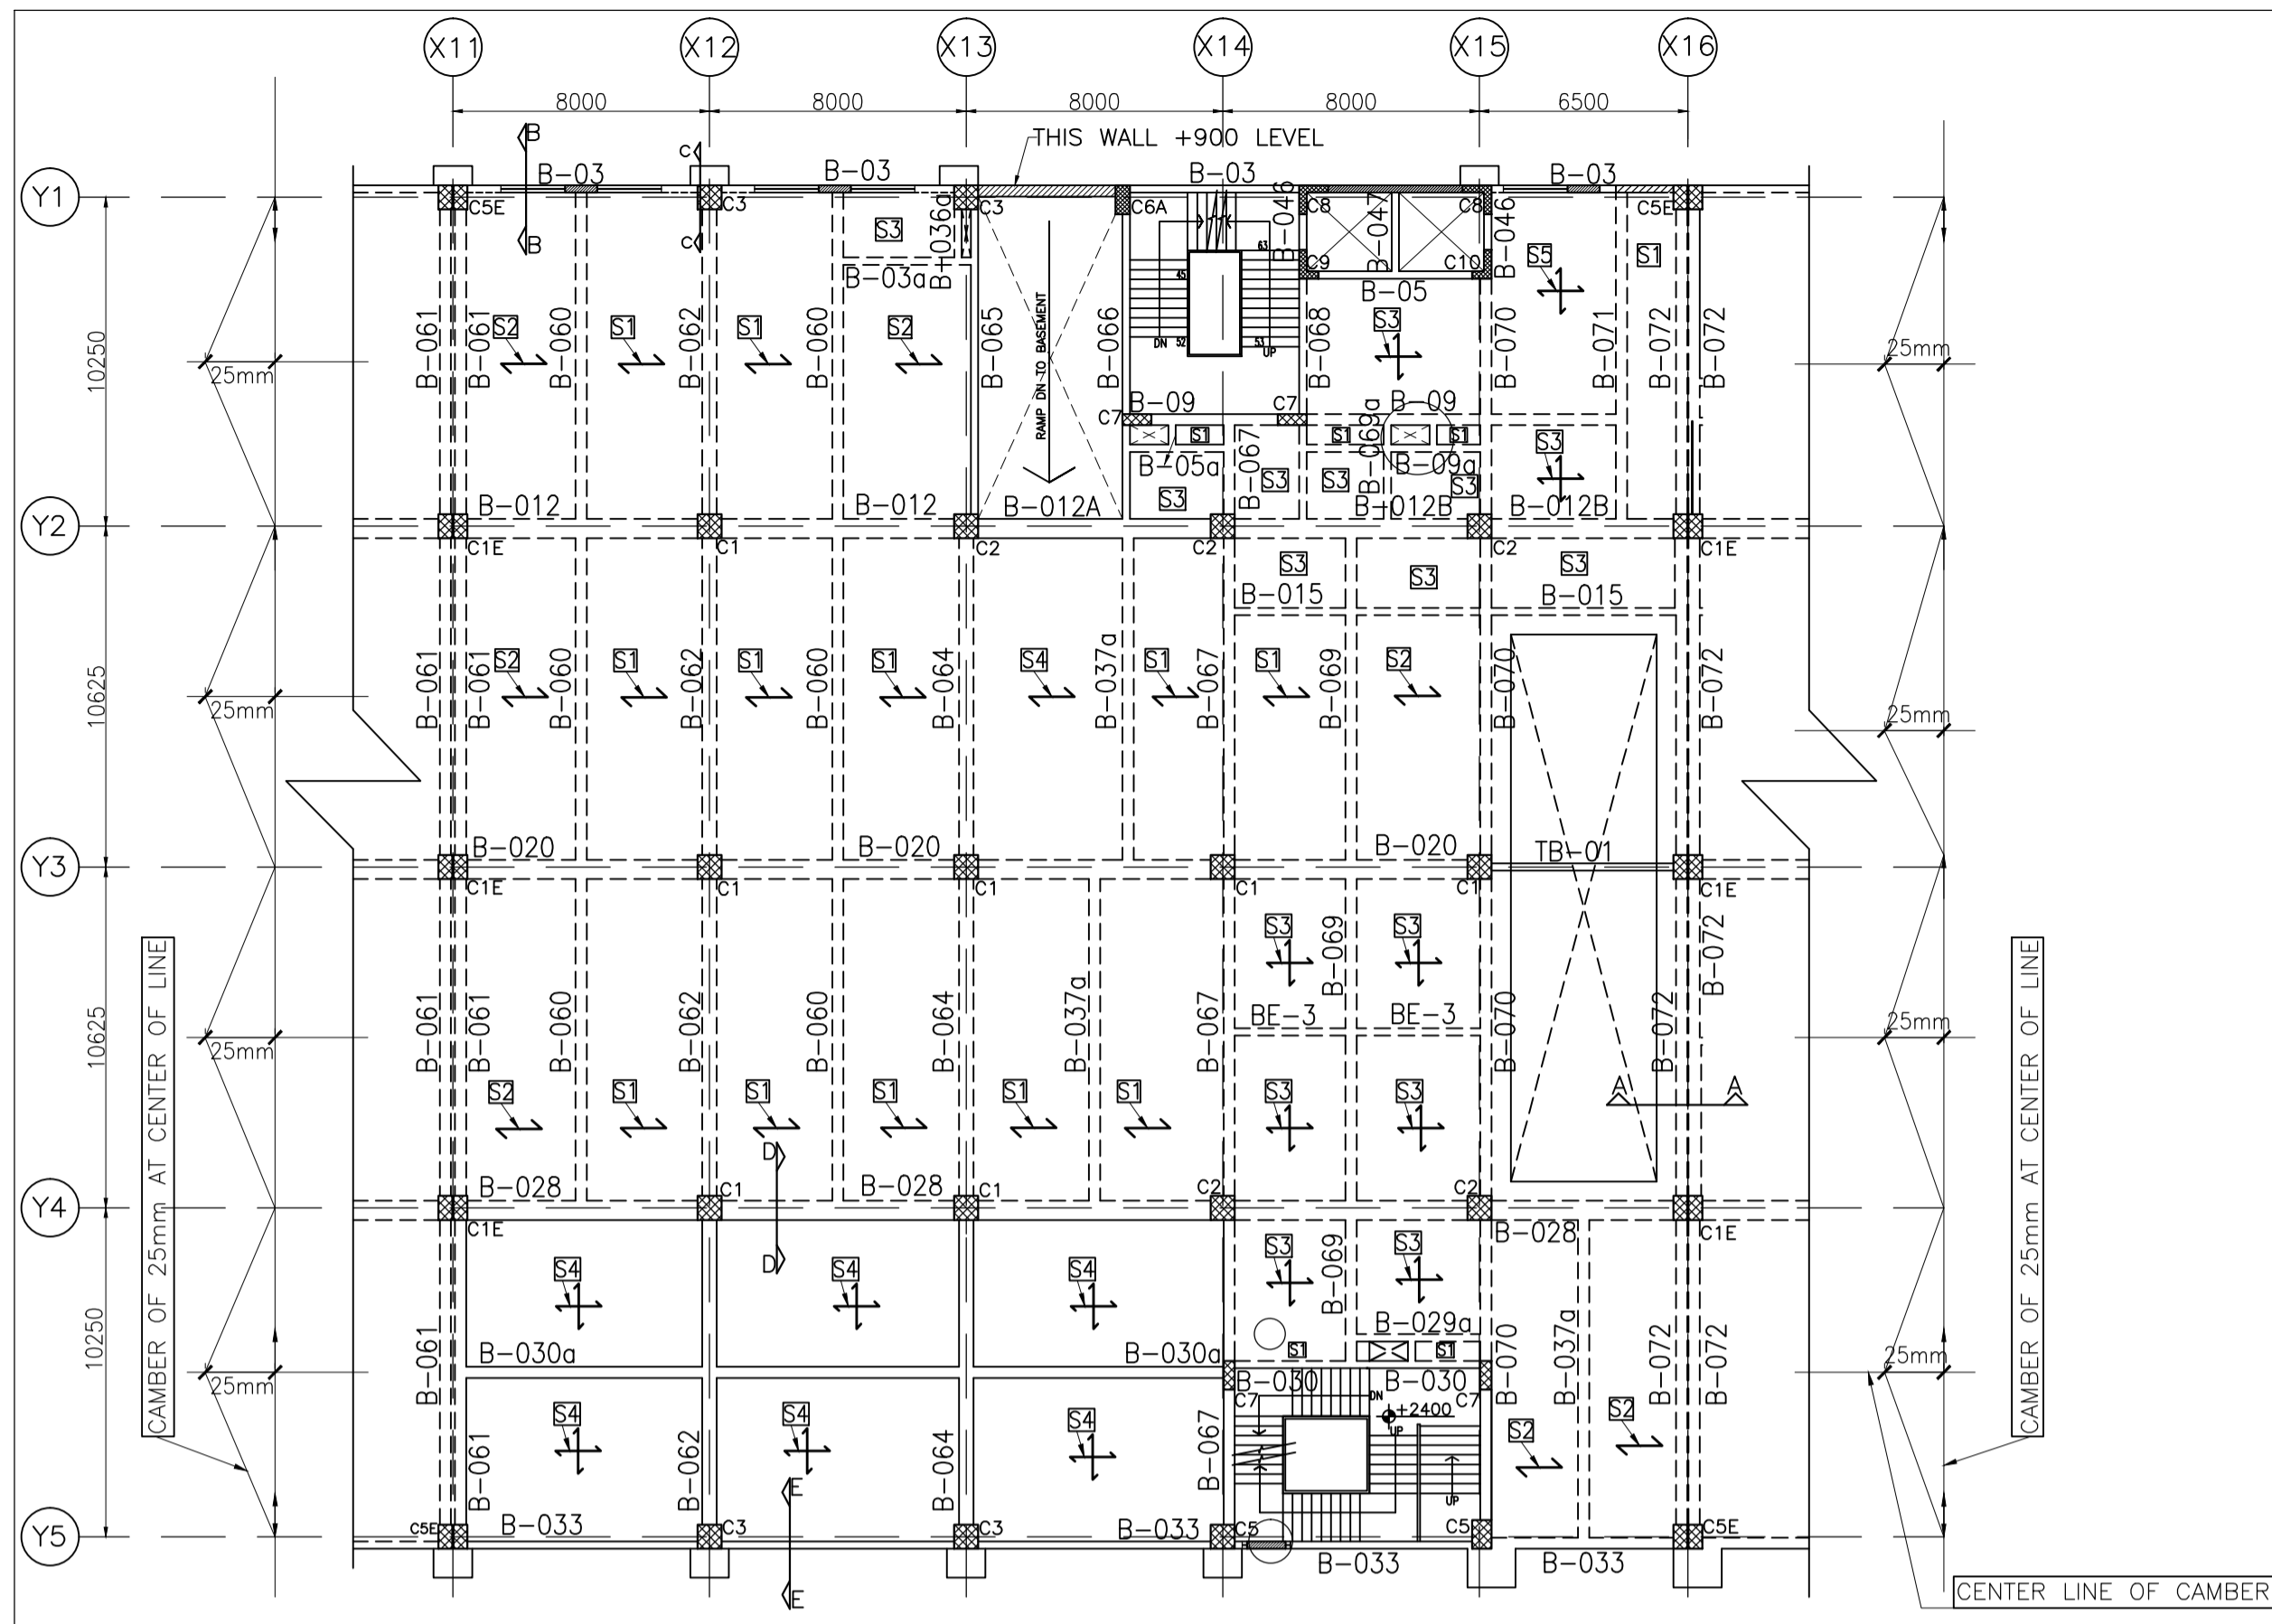 X11 X12 X13 X14 X15 X16
8000 8000 8000 8000 6500
THIS WALL +900 LEVEL
B B-03 c B-03 B-03 B-03
Y1
C5E C3 C3 C6A C8 C8 C5E
B c
S3 B-036a B-046 B-047 B-046 S5 S1
63
45 C9 C10
B-03a B-05
10250
B-061 B-061 S2 B-060 S1 B-062 S1 B-060 S2 B-065 RAMP DN TO BASEMENT B-066 B-068 S3 B-070 B-071 B-072 B-072
DN 52 53 UP
25mm 25mm
B-09 B-09
C7 C7
S1 S1 S1 S3
B-05a B-067 B-069a B-09a
S3 S3 S3 S3
B-012 B-012 B-012A B-012B B-012B
Y2
C1E C1 C2 C2 C2 C1E
S3 S3 S3
B-015 B-015
10625
B-061 B-061 S2 B-060 S1 B-062 S1 B-060 S1 B-064 S4 B-037a S1 B-067 S1 B-069 S2 B-070 B-072
25mm 25mm
B-020 B-020 B-020 TB-01
Y3
C1E C1 C1 C1 C1 C1E
S3 B-069 S3 B-072
BE-3 BE-3
10625
B-061 B-061 B-060 B-062 B-060 B-064 B-037a B-067 B-070 B-072
25mm 25mm
S2 S1 S1 S1 S1 S1 S3 S3 A A
D
B-028 B-028
C1 C1 C2 C2
Y4
C1E B-028 C1E
D
S4 S4 S4 S3 B-069 S3
10250
B-029a
B-061 B-030a B-030a S1 S1 B-070 B-037a B-072 B-072
25mm 25mm
B-030 B-030
DN
C7 C7
+2400
UP
S4 S4 S4 S2 S2
B-061 B-062 B-064 B-067
E
UP
Y5
C5E B-033 C3 C3 B-033 C5 C5 C5E
B-033 B-033
E
CAMBER OF 25mm AT CENTER OF LINE
CAMBER OF 25mm AT CENTER OF LINE
CENTER LINE OF CAMBER